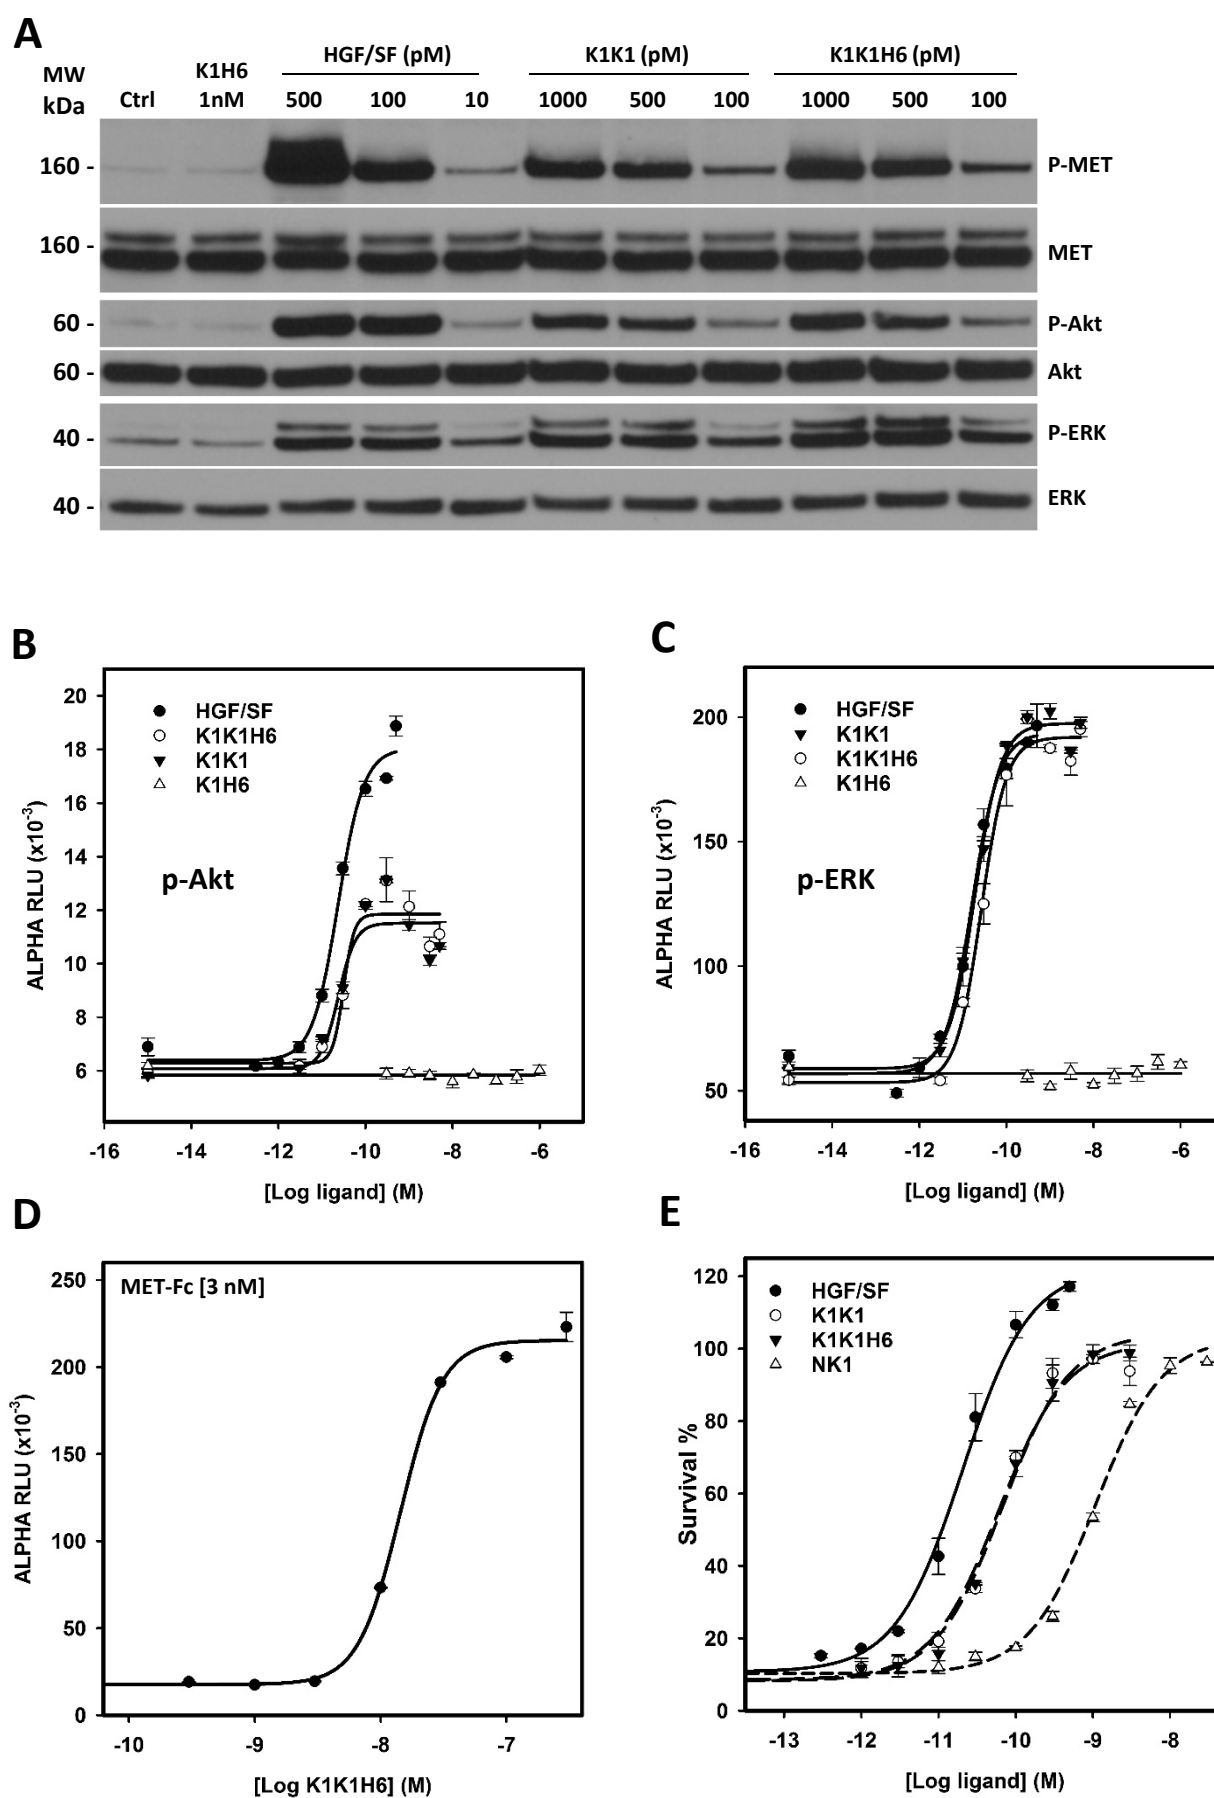 A
MW
kDa
Ctrl
K1H6
1nM
HGF/SF (pM)
500 100 10
K1K1 (pM)
1000 500 100
K1K1H6 (pM)
1000 500 100
160 - P-MET
160 - MET
60 - P-Akt
60 - Akt
40 - P-ERK
40 - ERK
B
ALPHA RLU (x10-3)
20
18
16
14
12
10
8
6
HGF/SF
K1K1H6
K1K1
K1H6
p-Akt
-16 -14 -12 -10 -8 -6
[Log ligand] (M)
C
ALPHA RLU (x10-3)
200
150
100
50
HGF/SF
K1K1
K1K1H6
K1H6
p-ERK
-16 -14 -12 -10 -8 -6
[Log ligand] (M)
D
ALPHA RLU (x10-3)
250
200
150
100
50
0
MET-Fc [3 nM]
-10 -9 -8 -7
[Log K1K1H6] (M)
E
Survival %
120
100
80
60
40
20
0
HGF/SF
K1K1
K1K1H6
NK1
-13 -12 -11 -10 -9 -8
[Log ligand] (M)